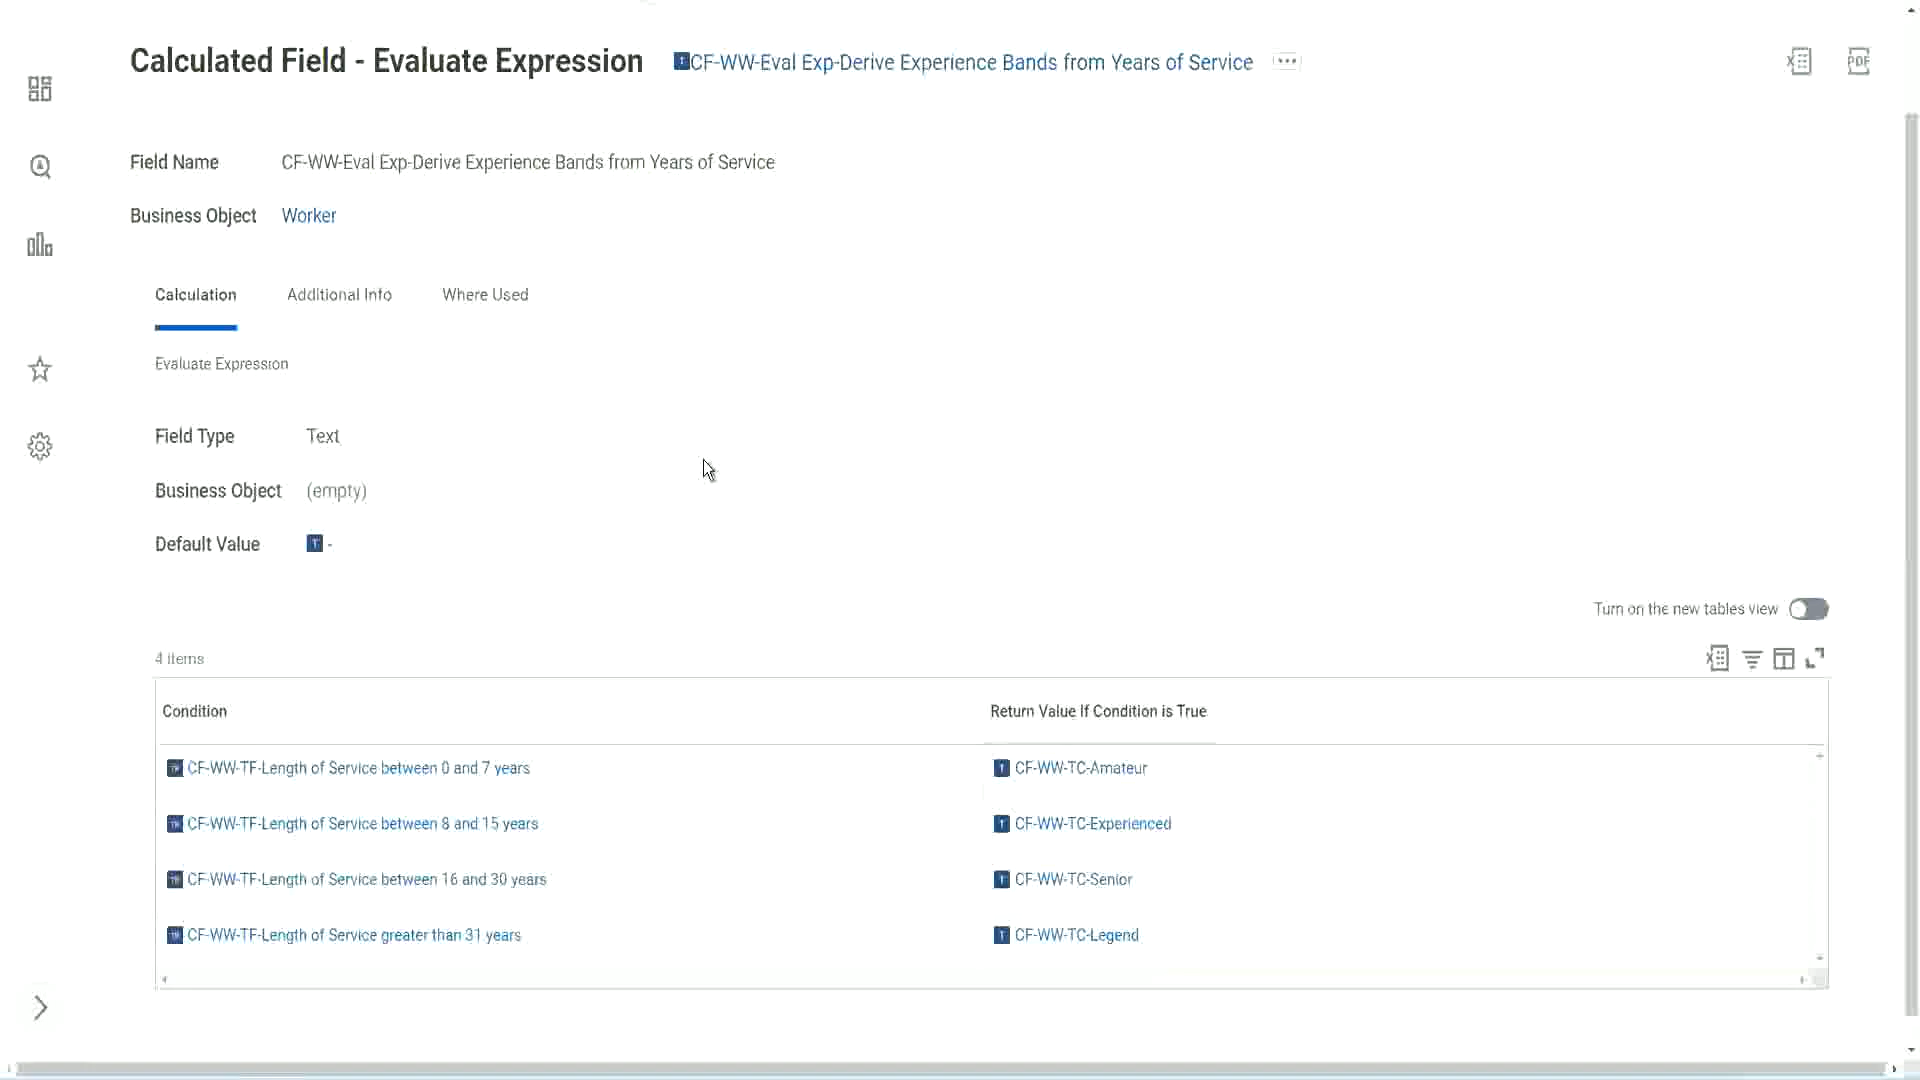 Calculated Field - Evaluate Expression T CF-WW-Eval Exp-Derive Experience Bands from Years of Service
PDF
Field Name CF-WW-Eval Exp-Derive Experience Bands from Years of Service
Business Object Worker
Calculation Additional Info Where Used
Evaluate Expression
Field Type Text
Business Object (empty)
Default Value T -
Turn on the new tables view
4 items
Condition Return Value If Condition is True
TF CF-WW-TF-Length of Service between 0 and 7 years T CF-WW-TC-Amateur
TF CF-WW-TF-Length of Service between 8 and 15 years T CF-WW-TC-Experienced
TF CF-WW-TF-Length of Service between 16 and 30 years T CF-WW-TC-Senior
TF CF-WW-TF-Length of Service greater than 31 years T CF-WW-TC-Legend